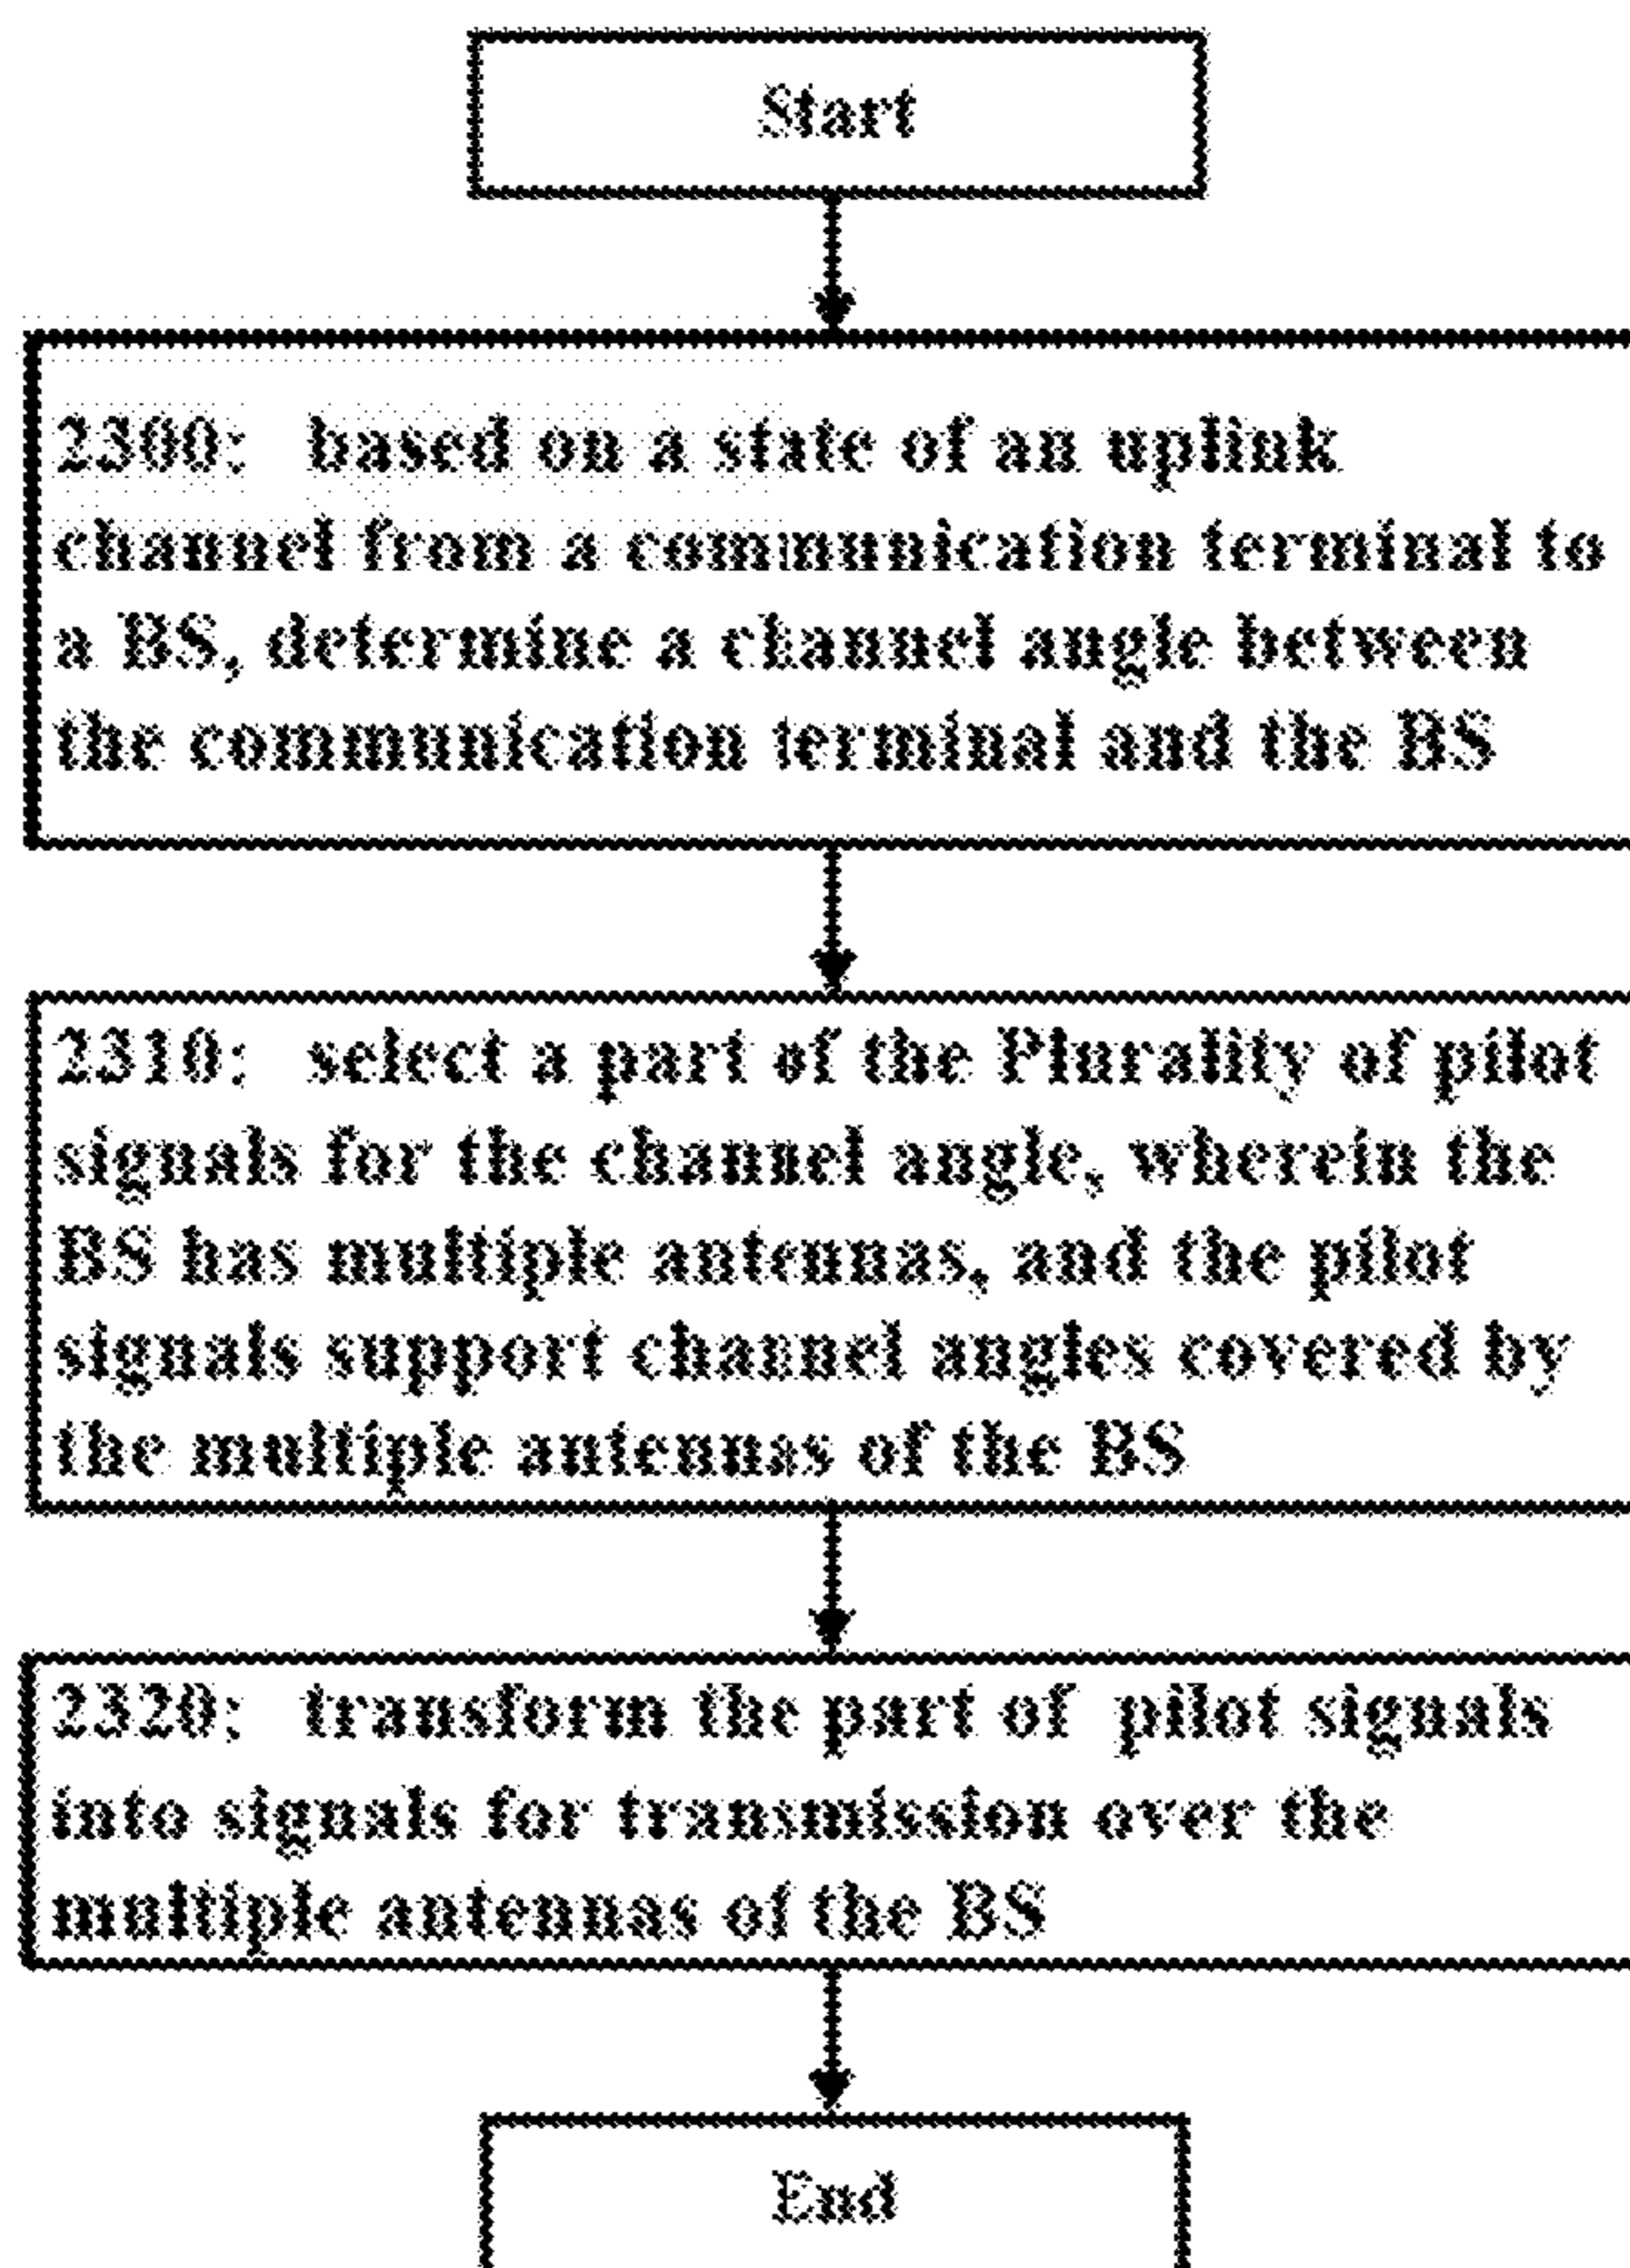 Start
2300: based on a state of an uplink
channel from a communication terminal to
a BS, determine a channel angle between
the communication terminal and the BS
2310: select a part of the Plurality of pilot
signals for the channel angle, wherein the
BS has multiple antennas, and the pilot
signals support channel angles covered by
the multiple antennas of the BS
2320: transform the part of pilot signals
into signals for transmission over the
multiple antennas of the BS
End